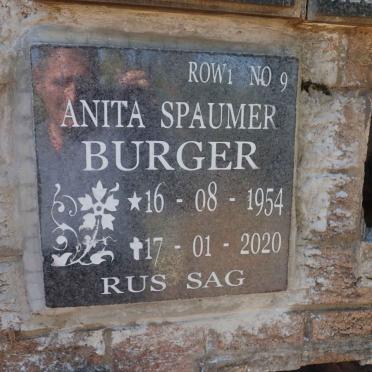 ROW1 NO 9
ANITA SPAUMER
BURGER
★16 - 08 - 1954
✝17 - 01 - 2020
RUS SAG